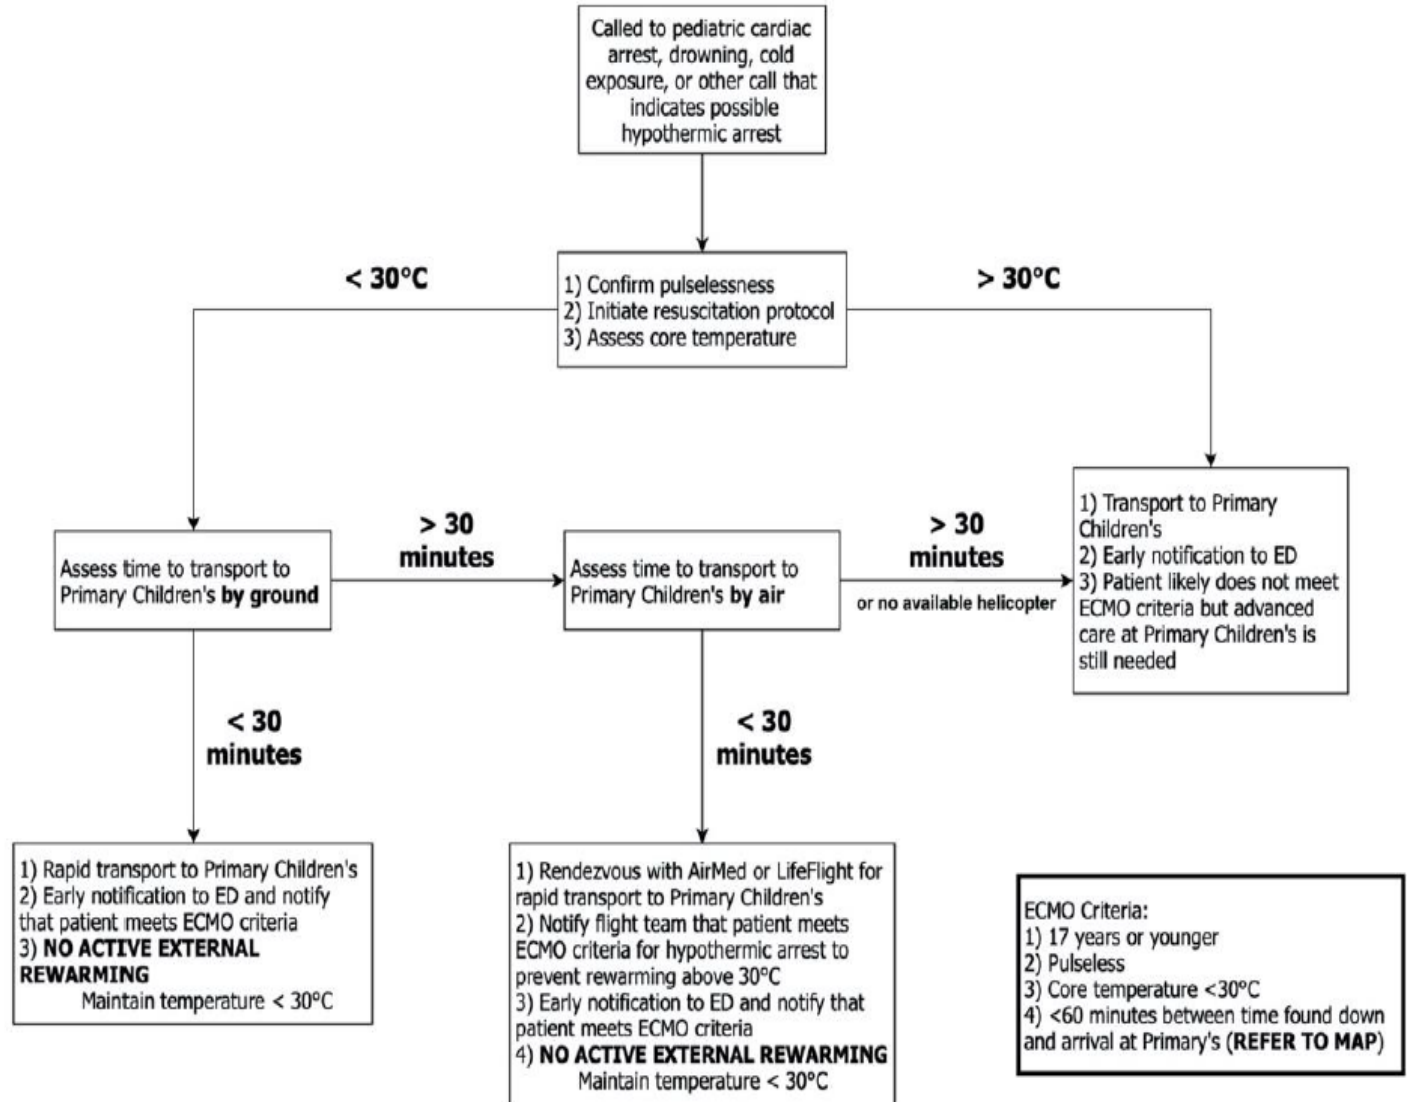 Called to pediatric cardiac
arrest, drowning, cold
exposure, or other call that
indicates possible
hypothermic arrest
< 30°C
> 30°C
1) Confirm pulselessness
2) Initiate resuscitation protocol
3) Assess core temperature
Assess time to transport to
Primary Children's by ground
> 30
minutes
Assess time to transport to
Primary Children's by air
> 30
minutes
or no available helicopter
1) Transport to Primary
Children's
2) Early notification to ED
3) Patient likely does not meet
ECMO criteria but advanced
care at Primary Children's is
still needed
< 30
minutes
< 30
minutes
1) Rapid transport to Primary Children's
2) Early notification to ED and notify
that patient meets ECMO criteria
3) NO ACTIVE EXTERNAL
REWARMING
Maintain temperature < 30°C
1) Rendezvous with AirMed or LifeFlight for
rapid transport to Primary Children's
2) Notify flight team that patient meets
ECMO criteria for hypothermic arrest to
prevent rewarming above 30°C
3) Early notification to ED and notify that
patient meets ECMO criteria
4) NO ACTIVE EXTERNAL REWARMING
Maintain temperature < 30°C
ECMO Criteria:
1) 17 years or younger
2) Pulseless
3) Core temperature <30°C
4) <60 minutes between time found down
and arrival at Primary's (REFER TO MAP)